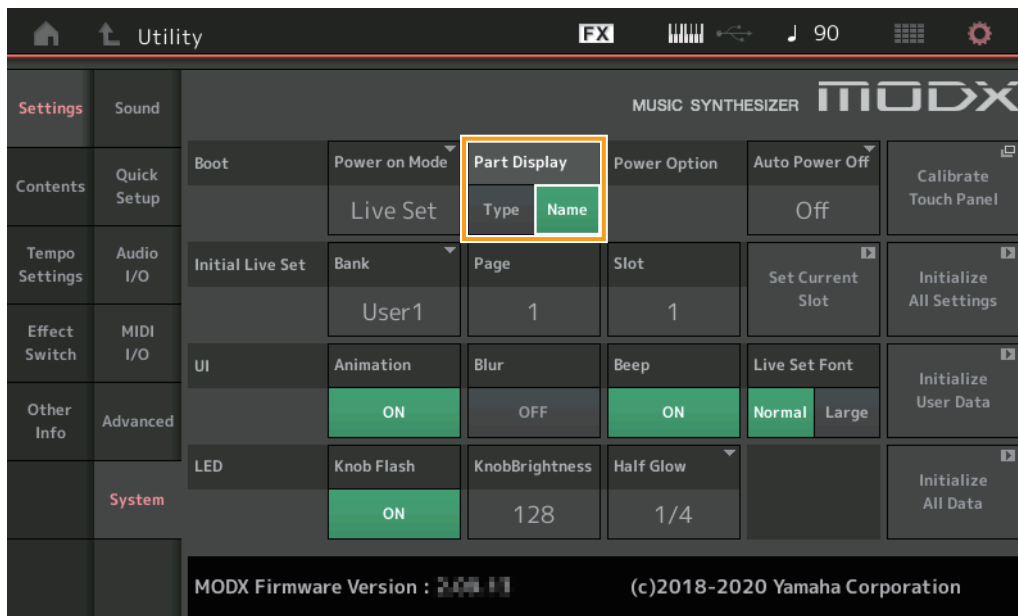 Utility
FX
90
Settings
Sound
MUSIC SYNTHESIZER MODX
Contents
Quick
Setup
Boot
Power on Mode
Live Set
Part Display
Type
Name
Power Option
Auto Power Off
Off
Calibrate
Touch Panel
Tempo
Settings
Audio
I/O
Initial Live Set
Bank
User1
Page
1
Slot
1
Set Current
Slot
Initialize
All Settings
Effect
Switch
MIDI
I/O
UI
Animation
ON
Blur
OFF
Beep
ON
Live Set Font
Normal
Large
Initialize
User Data
Other
Info
Advanced
LED
Knob Flash
ON
KnobBrightness
128
Half Glow
1/4
Initialize
All Data
System
MODX Firmware Version :
(c)2018-2020 Yamaha Corporation